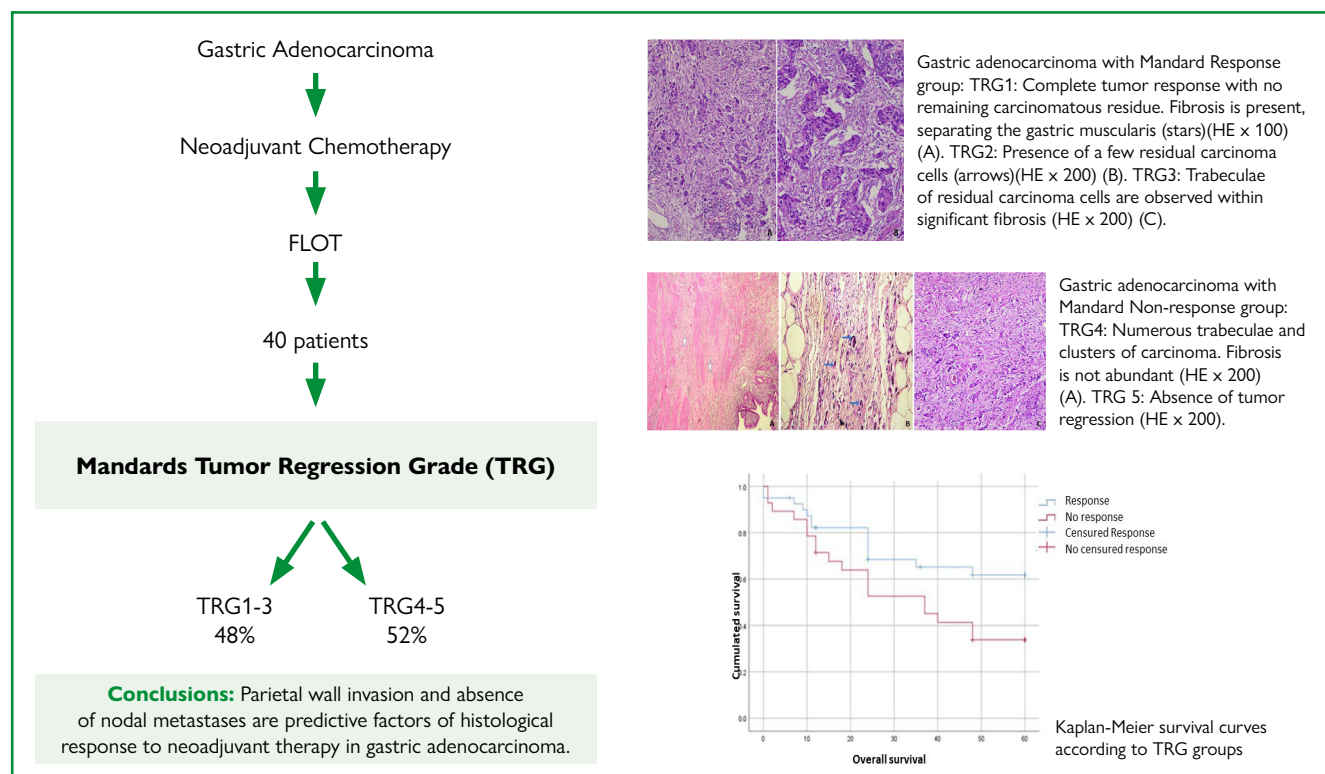 Gastric Adenocarcinoma
Neoadjuvant Chemotherapy
FLOT
40 patients
Mandards Tumor Regression Grade (TRG)
TRG1-3
48%
TRG4-5
52%
Conclusions: Parietal wall invasion and absence
of nodal metastases are predictive factors of histological
response to neoadjuvant therapy in gastric adenocarcinoma.
A
B
Gastric adenocarcinoma with Mandard Response
group: TRG1: Complete tumor response with no
remaining carcinomatous residue. Fibrosis is present,
separating the gastric muscularis (stars)(HE x 100)
(A). TRG2: Presence of a few residual carcinoma
cells (arrows)(HE x 200) (B). TRG3: Trabeculae
of residual carcinoma cells are observed within
significant fibrosis (HE x 200) (C).
A
B
C
Gastric adenocarcinoma with
Mandard Non-response group:
TRG4: Numerous trabeculae and
clusters of carcinoma. Fibrosis
is not abundant (HE x 200)
(A). TRG 5: Absence of tumor
regression (HE x 200).
Cumulated survival
1.0
0.8
0.6
0.4
0.2
0.0
0 10 20 30 40 50 60
Overall survival
Response
No response
Censured Response
No censured response
Kaplan-Meier survival curves
according to TRG groups